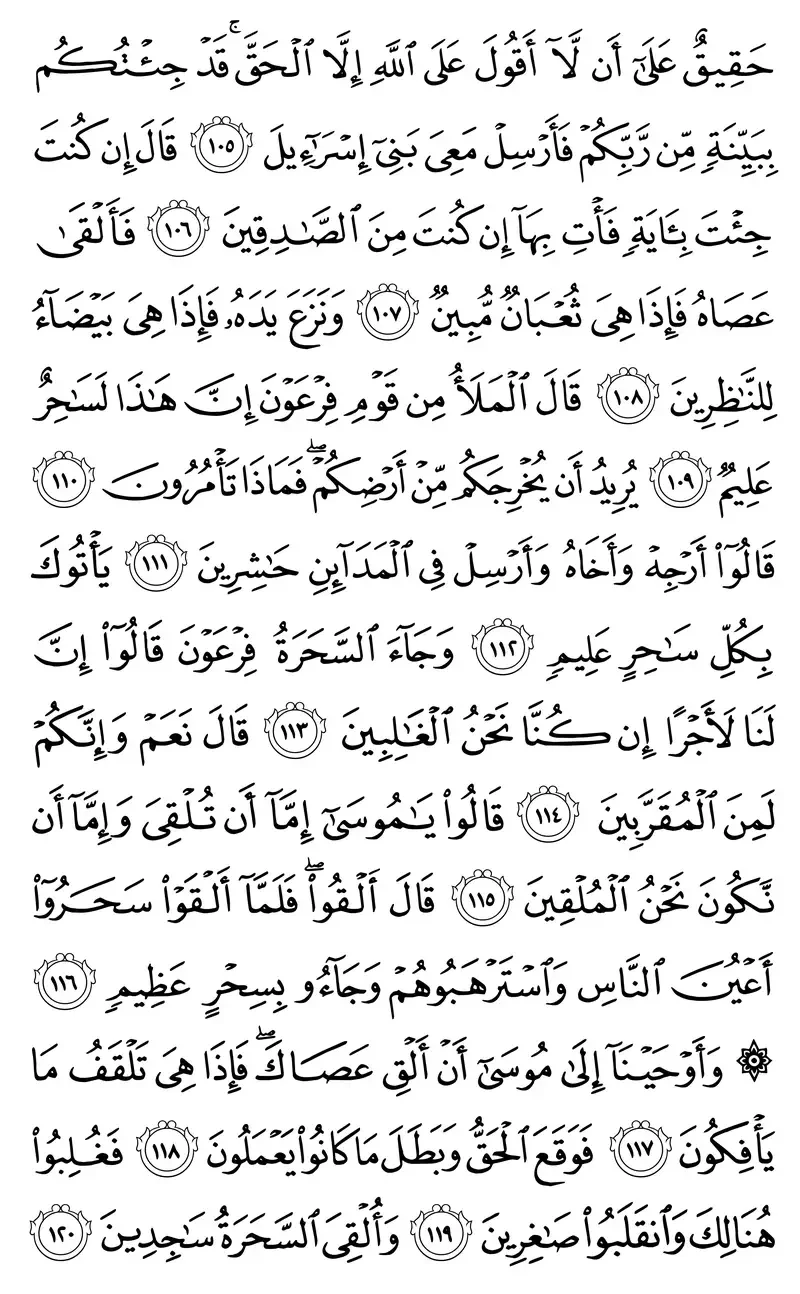 حَقِيقٌ عَلَىٰٓ أَن لَّآ أَقُولَ عَلَى ٱللَّهِ إِلَّا ٱلْحَقَّۚ قَدْ جِئْتُكُم
بِبَيِّنَةٍ مِّن رَّبِّكُمْ فَأَرْسِلْ مَعِىَ بَنِىٓ إِسْرَٰٓءِيلَ ١٠٥ قَالَ إِن كُنتَ
جِئْتَ بِـَٔايَةٍ فَأْتِ بِهَآ إِن كُنتَ مِنَ ٱلصَّـٰدِقِينَ ١٠٦ فَأَلْقَىٰ
عَصَاهُ فَإِذَا هِىَ ثُعْبَانٌ مُّبِينٌ ١٠٧ وَنَزَعَ يَدَهُۥ فَإِذَا هِىَ بَيْضَآءُ
لِلنَّـٰظِرِينَ ١٠٨ قَالَ ٱلْمَلَأُ مِن قَوْمِ فِرْعَوْنَ إِنَّ هَـٰذَا لَسَـٰحِرٌ
عَلِيمٌ ١٠٩ يُرِيدُ أَن يُخْرِجَكُم مِّنْ أَرْضِكُمْۖ فَمَاذَا تَأْمُرُونَ ١١٠
قَالُوٓا۟ أَرْجِهْ وَأَخَاهُ وَأَرْسِلْ فِى ٱلْمَدَآئِنِ حَـٰشِرِينَ ١١١ يَأْتُوكَ
بِكُلِّ سَـٰحِرٍ عَلِيمٍ ١١٢ وَجَآءَ ٱلسَّحَرَةُ فِرْعَوْنَ قَالُوٓا۟ إِنَّ
لَنَا لَأَجْرًا إِن كُنَّا نَحْنُ ٱلْغَـٰلِبِينَ ١١٣ قَالَ نَعَمْ وَإِنَّكُمْ
لَمِنَ ٱلْمُقَرَّبِينَ ١١٤ قَالُوا۟ يَـٰمُوسَىٰٓ إِمَّآ أَن تُلْقِىَ وَإِمَّآ أَن
نَّكُونَ نَحْنُ ٱلْمُلْقِينَ ١١٥ قَالَ أَلْقُوا۟ۖ فَلَمَّآ أَلْقَوْا۟ سَحَرُوٓا۟
أَعْيُنَ ٱلنَّاسِ وَٱسْتَرْهَبُوهُمْ وَجَآءُو بِسِحْرٍ عَظِيمٍ ١١٦
۞ وَأَوْحَيْنَآ إِلَىٰ مُوسَىٰٓ أَنْ أَلْقِ عَصَاكَۖ فَإِذَا هِىَ تَلْقَفُ مَا
يَأْفِكُونَ ١١٧ فَوَقَعَ ٱلْحَقُّ وَبَطَلَ مَا كَانُوا۟ يَعْمَلُونَ ١١٨ فَغُلِبُوا۟
هُنَالِكَ وَٱنقَلَبُوا۟ صَـٰغِرِينَ ١١٩ وَأُلْقِىَ ٱلسَّحَرَةُ سَـٰجِدِينَ ١٢٠